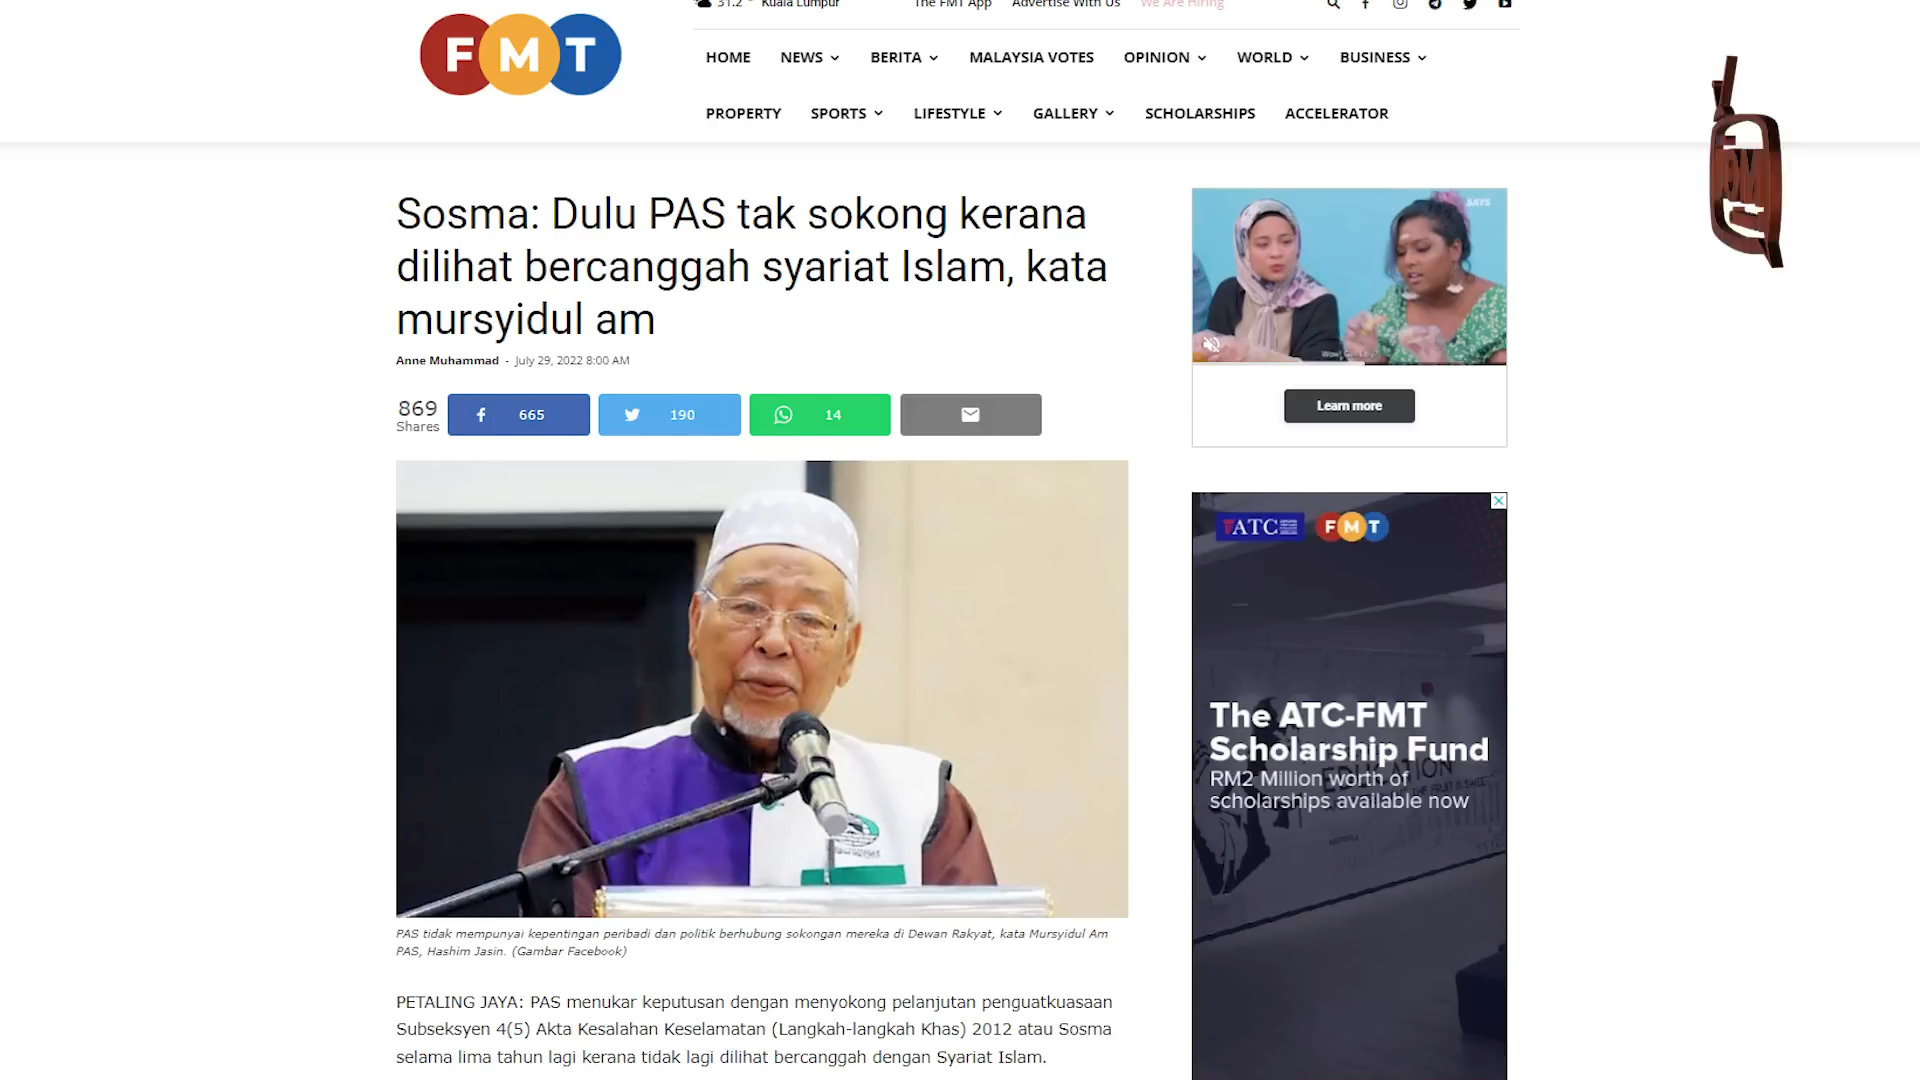 31.2
Kuala Lumpur
The FMT App
Advertise With Us
We Are Hiring
FMT
HOME
NEWS
BERITA
MALAYSIA VOTES
OPINION
WORLD
BUSINESS
PROPERTY
SPORTS
LIFESTYLE
GALLERY
SCHOLARSHIPS
ACCELERATOR
Sosma: Dulu PAS tak sokong kerana
dilihat bercanggah syariat Islam, kata
mursyidul am
Anne Muhammad - July 29, 2022 8:00 AM
869
Shares
665
190
14
PAS tidak mempunyai kepentingan peribadi dan politik berhubung sokongan mereka di Dewan Rakyat, kata Mursyidul Am
PAS, Hashim Jasin. (Gambar Facebook)
PETALING JAYA: PAS menukar keputusan dengan menyokong pelanjutan penguatkuasaan
Subseksyen 4(5) Akta Kesalahan Keselamatan (Langkah-langkah Khas) 2012 atau Sosma
selama lima tahun lagi kerana tidak lagi dilihat bercanggah dengan Syariat Islam.
SAYS
Learn more
ATC
FMT
The ATC-FMT
Scholarship Fund
RM2 Million worth of
scholarships available now
EDUCATION